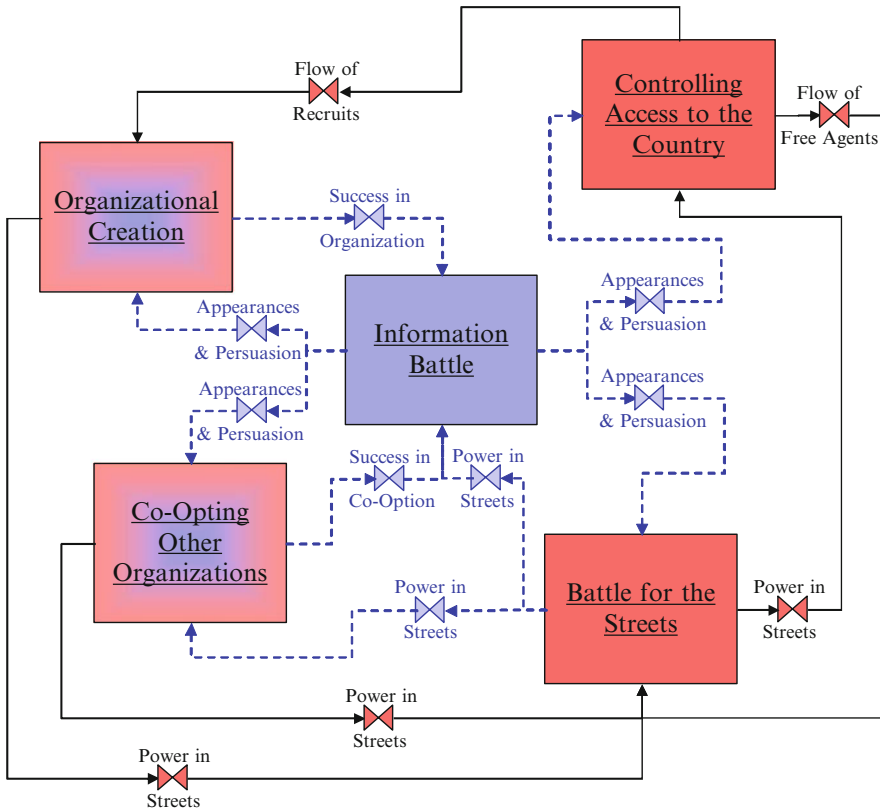 Flow of
Recruits
Controlling
Access to the
Country
Flow of
Free Agents
Organizational
Creation
Success in
Organization
Appearances
& Persuasion
Appearances
& Persuasion
Information
Battle
Appearances
& Persuasion
Appearances
& Persuasion
Co-Opting
Other
Organizations
Success in
Co-Option
Power in
Streets
Power in
Streets
Battle for the
Streets
Power in
Streets
Power in
Streets
Power in
Streets